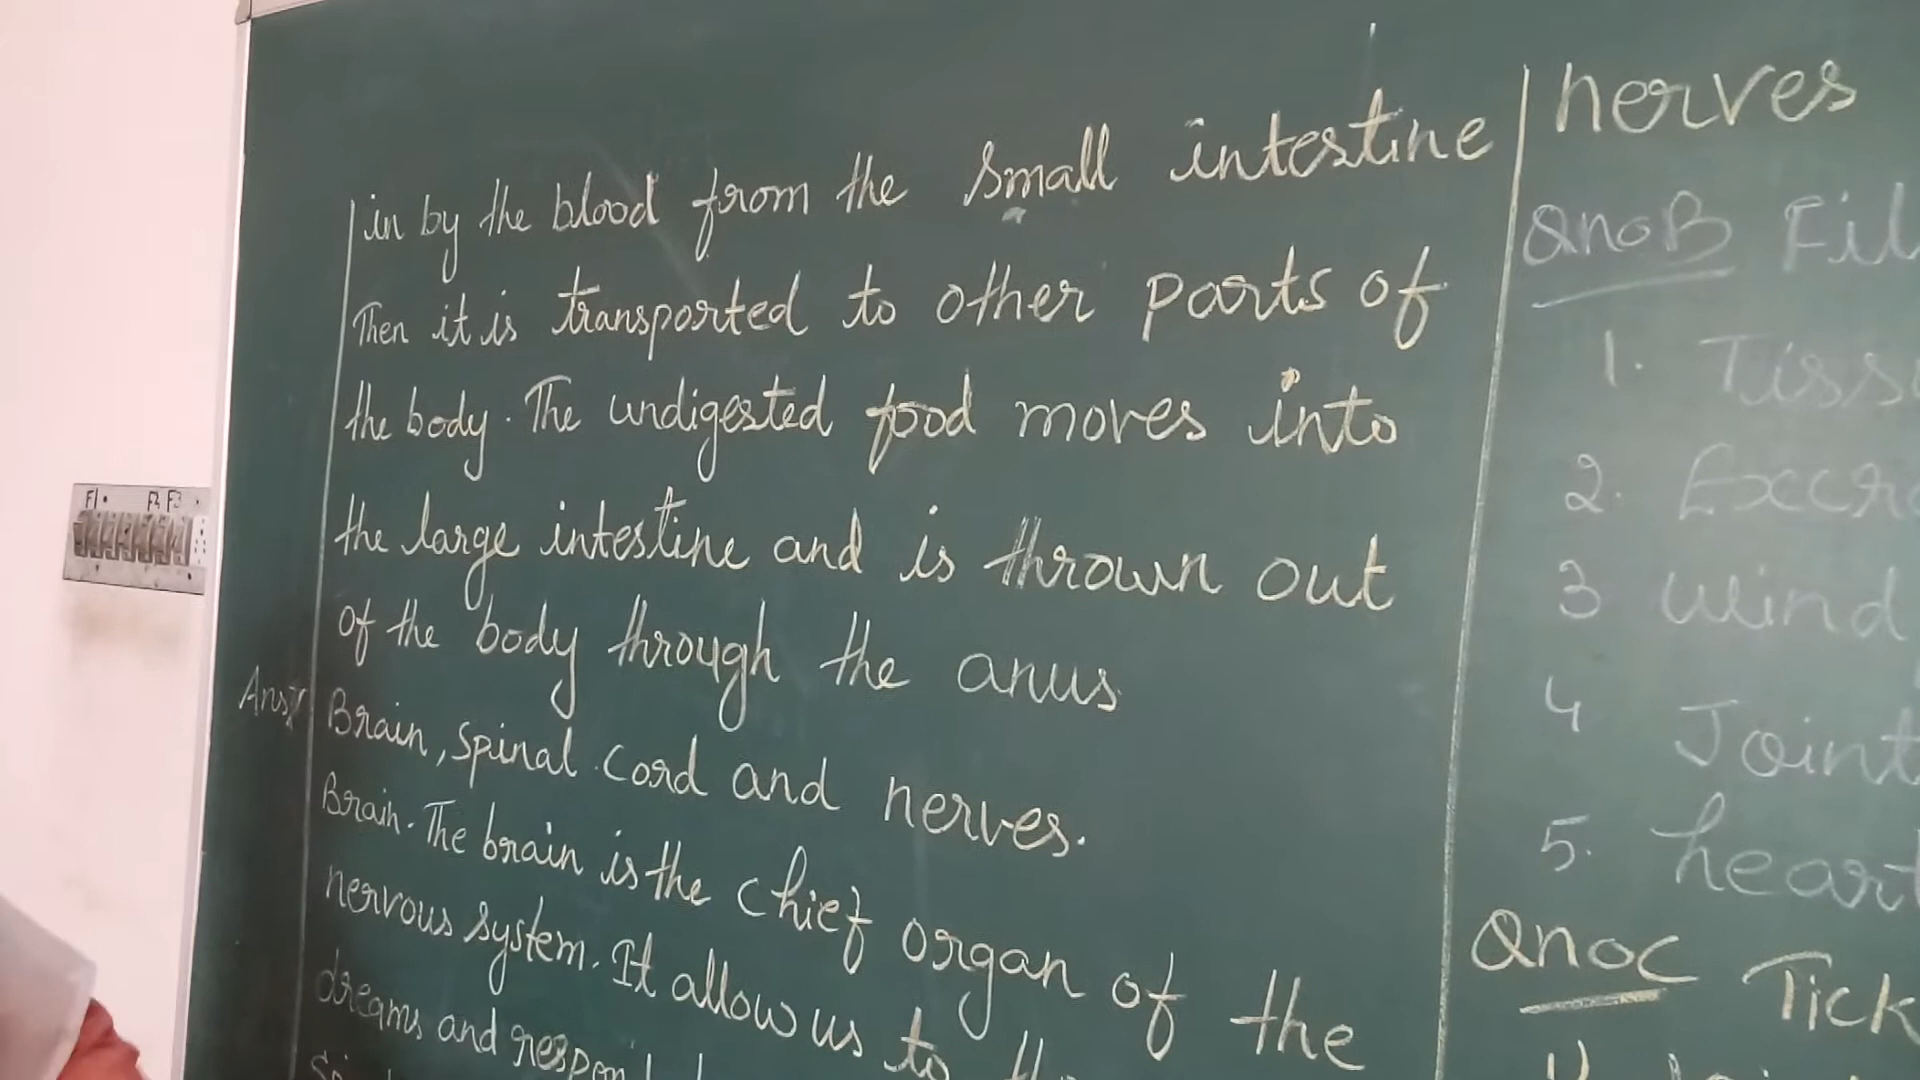 in by the blood from the small intestine
Then it is transported to other parts of
the body. The undigested food moves into
the large intestine and is thrown out
of the body through the anus.
Ans Brain, spinal cord and nerves.
Brain. The brain is the chief organ of the
nervous system. It allow us to
dreams and
nerves
QnoB
1.
2.
3 Wind
4 Joint
5. heart
QnoC Tick
F1 F2 F3